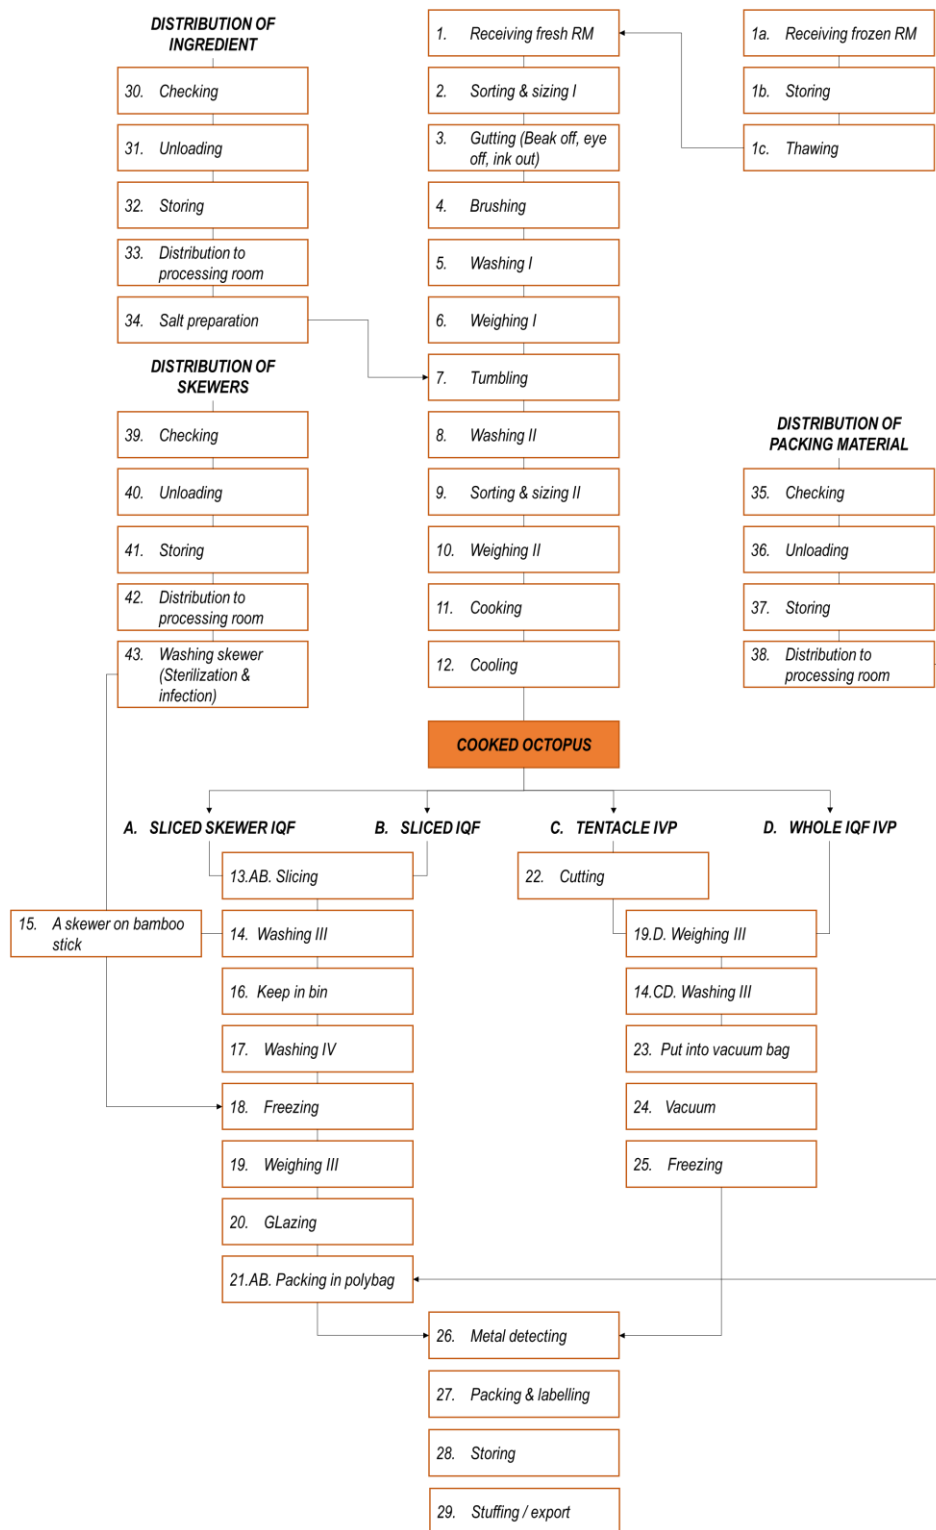 DISTRIBUTION OF
INGREDIENT
30. Checking
31. Unloading
32. Storing
33. Distribution to
processing room
34. Salt preparation
DISTRIBUTION OF
SKEWERS
39. Checking
40. Unloading
41. Storing
42. Distribution to
processing room
43. Washing skewer
(Sterilization &
infection)
1. Receiving fresh RM
2. Sorting & sizing I
3. Gutting (Beak off, eye
off, ink out)
4. Brushing
5. Washing I
6. Weighing I
7. Tumbling
8. Washing II
9. Sorting & sizing II
10. Weighing II
11. Cooking
12. Cooling
1a. Receiving frozen RM
1b. Storing
1c. Thawing
DISTRIBUTION OF
PACKING MATERIAL
35. Checking
36. Unloading
37. Storing
38. Distribution to
processing room
COOKED OCTOPUS
A. SLICED SKEWER IQF
B. SLICED IQF
C. TENTACLE IVP
D. WHOLE IQF IVP
13.AB. Slicing
15. A skewer on bamboo
stick
14. Washing III
16. Keep in bin
17. Washing IV
18. Freezing
19. Weighing III
20. GLazing
21.AB. Packing in polybag
22. Cutting
19.D. Weighing III
14.CD. Washing III
23. Put into vacuum bag
24. Vacuum
25. Freezing
26. Metal detecting
27. Packing & labelling
28. Storing
29. Stuffing / export